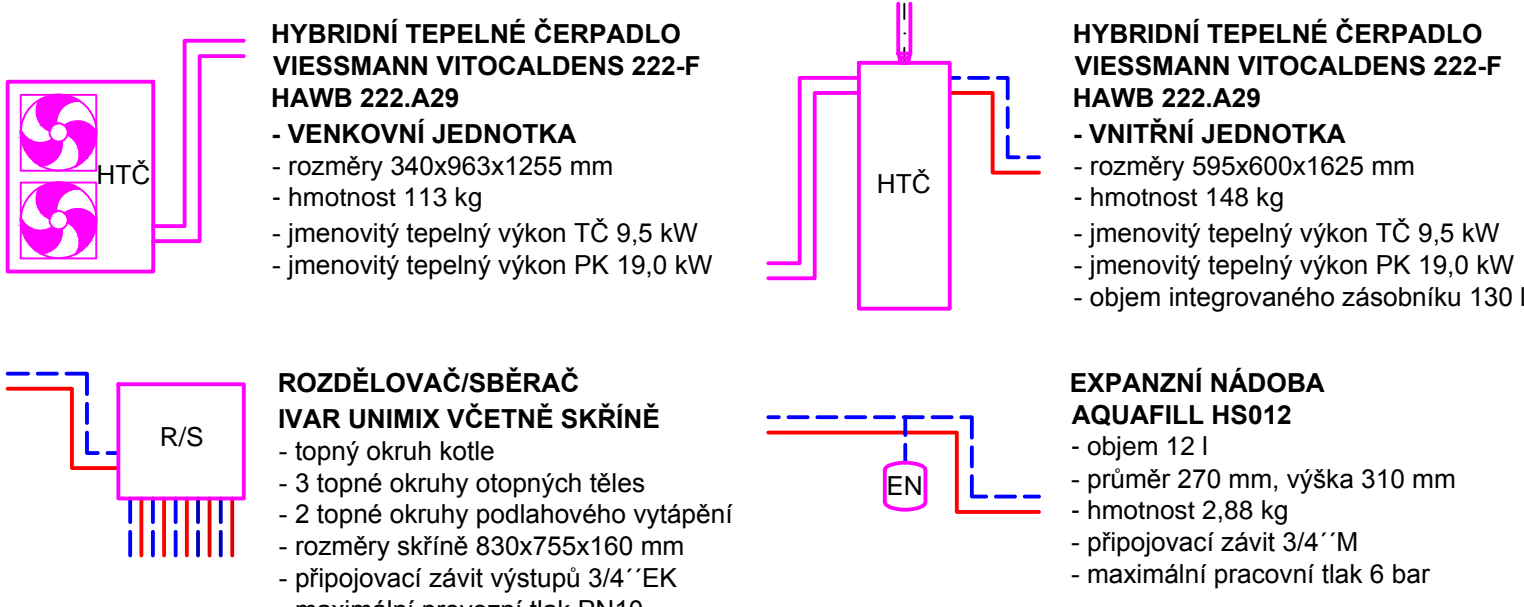 HTČ
HYBRIDNÍ TEPELNÉ ČERPADLO
VIESSMANN VITOCALDENS 222-F
HAWB 222.A29
- VENKOVNÍ JEDNOTKA
- rozměry 340x963x1255 mm
- hmotnost 113 kg
- jmenovitý tepelný výkon TČ 9,5 kW
- jmenovitý tepelný výkon PK 19,0 kW
HTČ
HYBRIDNÍ TEPELNÉ ČERPADLO
VIESSMANN VITOCALDENS 222-F
HAWB 222.A29
- VNITŘNÍ JEDNOTKA
- rozměry 595x600x1625 mm
- hmotnost 148 kg
- jmenovitý tepelný výkon TČ 9,5 kW
- jmenovitý tepelný výkon PK 19,0 kW
- objem integrovaného zásobníku 130 l
R/S
ROZDĚLOVAČ/SBĚRAČ
IVAR UNIMIX VČETNĚ SKŘÍNĚ
- topný okruh kotle
- 3 topné okruhy otopných těles
- 2 topné okruhy podlahového vytápění
- rozměry skříně 830x755x160 mm
- připojovací závit výstupů 3/4´´EK
- maximální provozní tlak PN10
EN
EXPANZNÍ NÁDOBA
AQUAFILL HS012
- objem 12 l
- průměr 270 mm, výška 310 mm
- hmotnost 2,88 kg
- připojovací závit 3/4´´M
- maximální pracovní tlak 6 bar